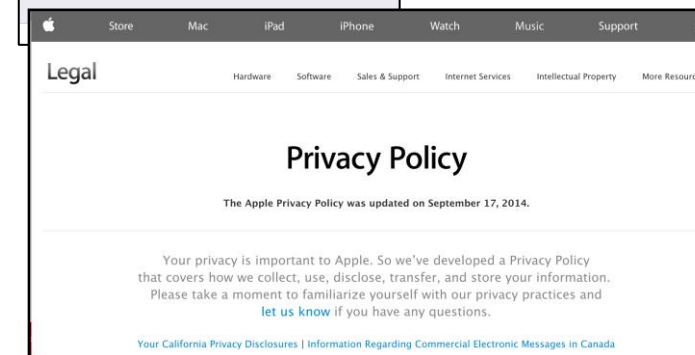 Store Mac iPad iPhone Watch Music Support
Legal Hardware Software Sales & Support Internet Services Intellectual Property More Resourc
Privacy Policy
The Apple Privacy Policy was updated on September 17, 2014.
Your privacy is important to Apple. So we've developed a Privacy Policy
that covers how we collect, use, disclose, transfer, and store your information.
Please take a moment to familiarize yourself with our privacy practices and
let us know if you have any questions.
Your California Privacy Disclosures | Information Regarding Commercial Electronic Messages in Canada